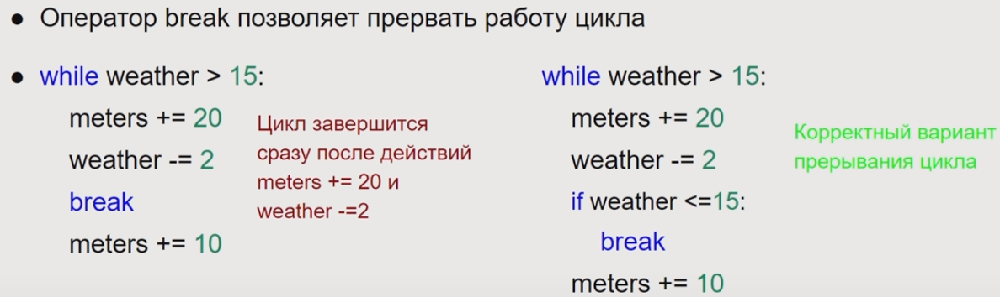 ● Оператор break позволяет прервать работу цикла
● while weather > 15:
meters += 20
weather -= 2
break
meters += 10
Цикл завершится
сразу после действий
meters += 20 и
weather -=2
while weather > 15:
meters += 20
weather -= 2
if weather <=15:
break
meters += 10
Корректный вариант
прерывания цикла